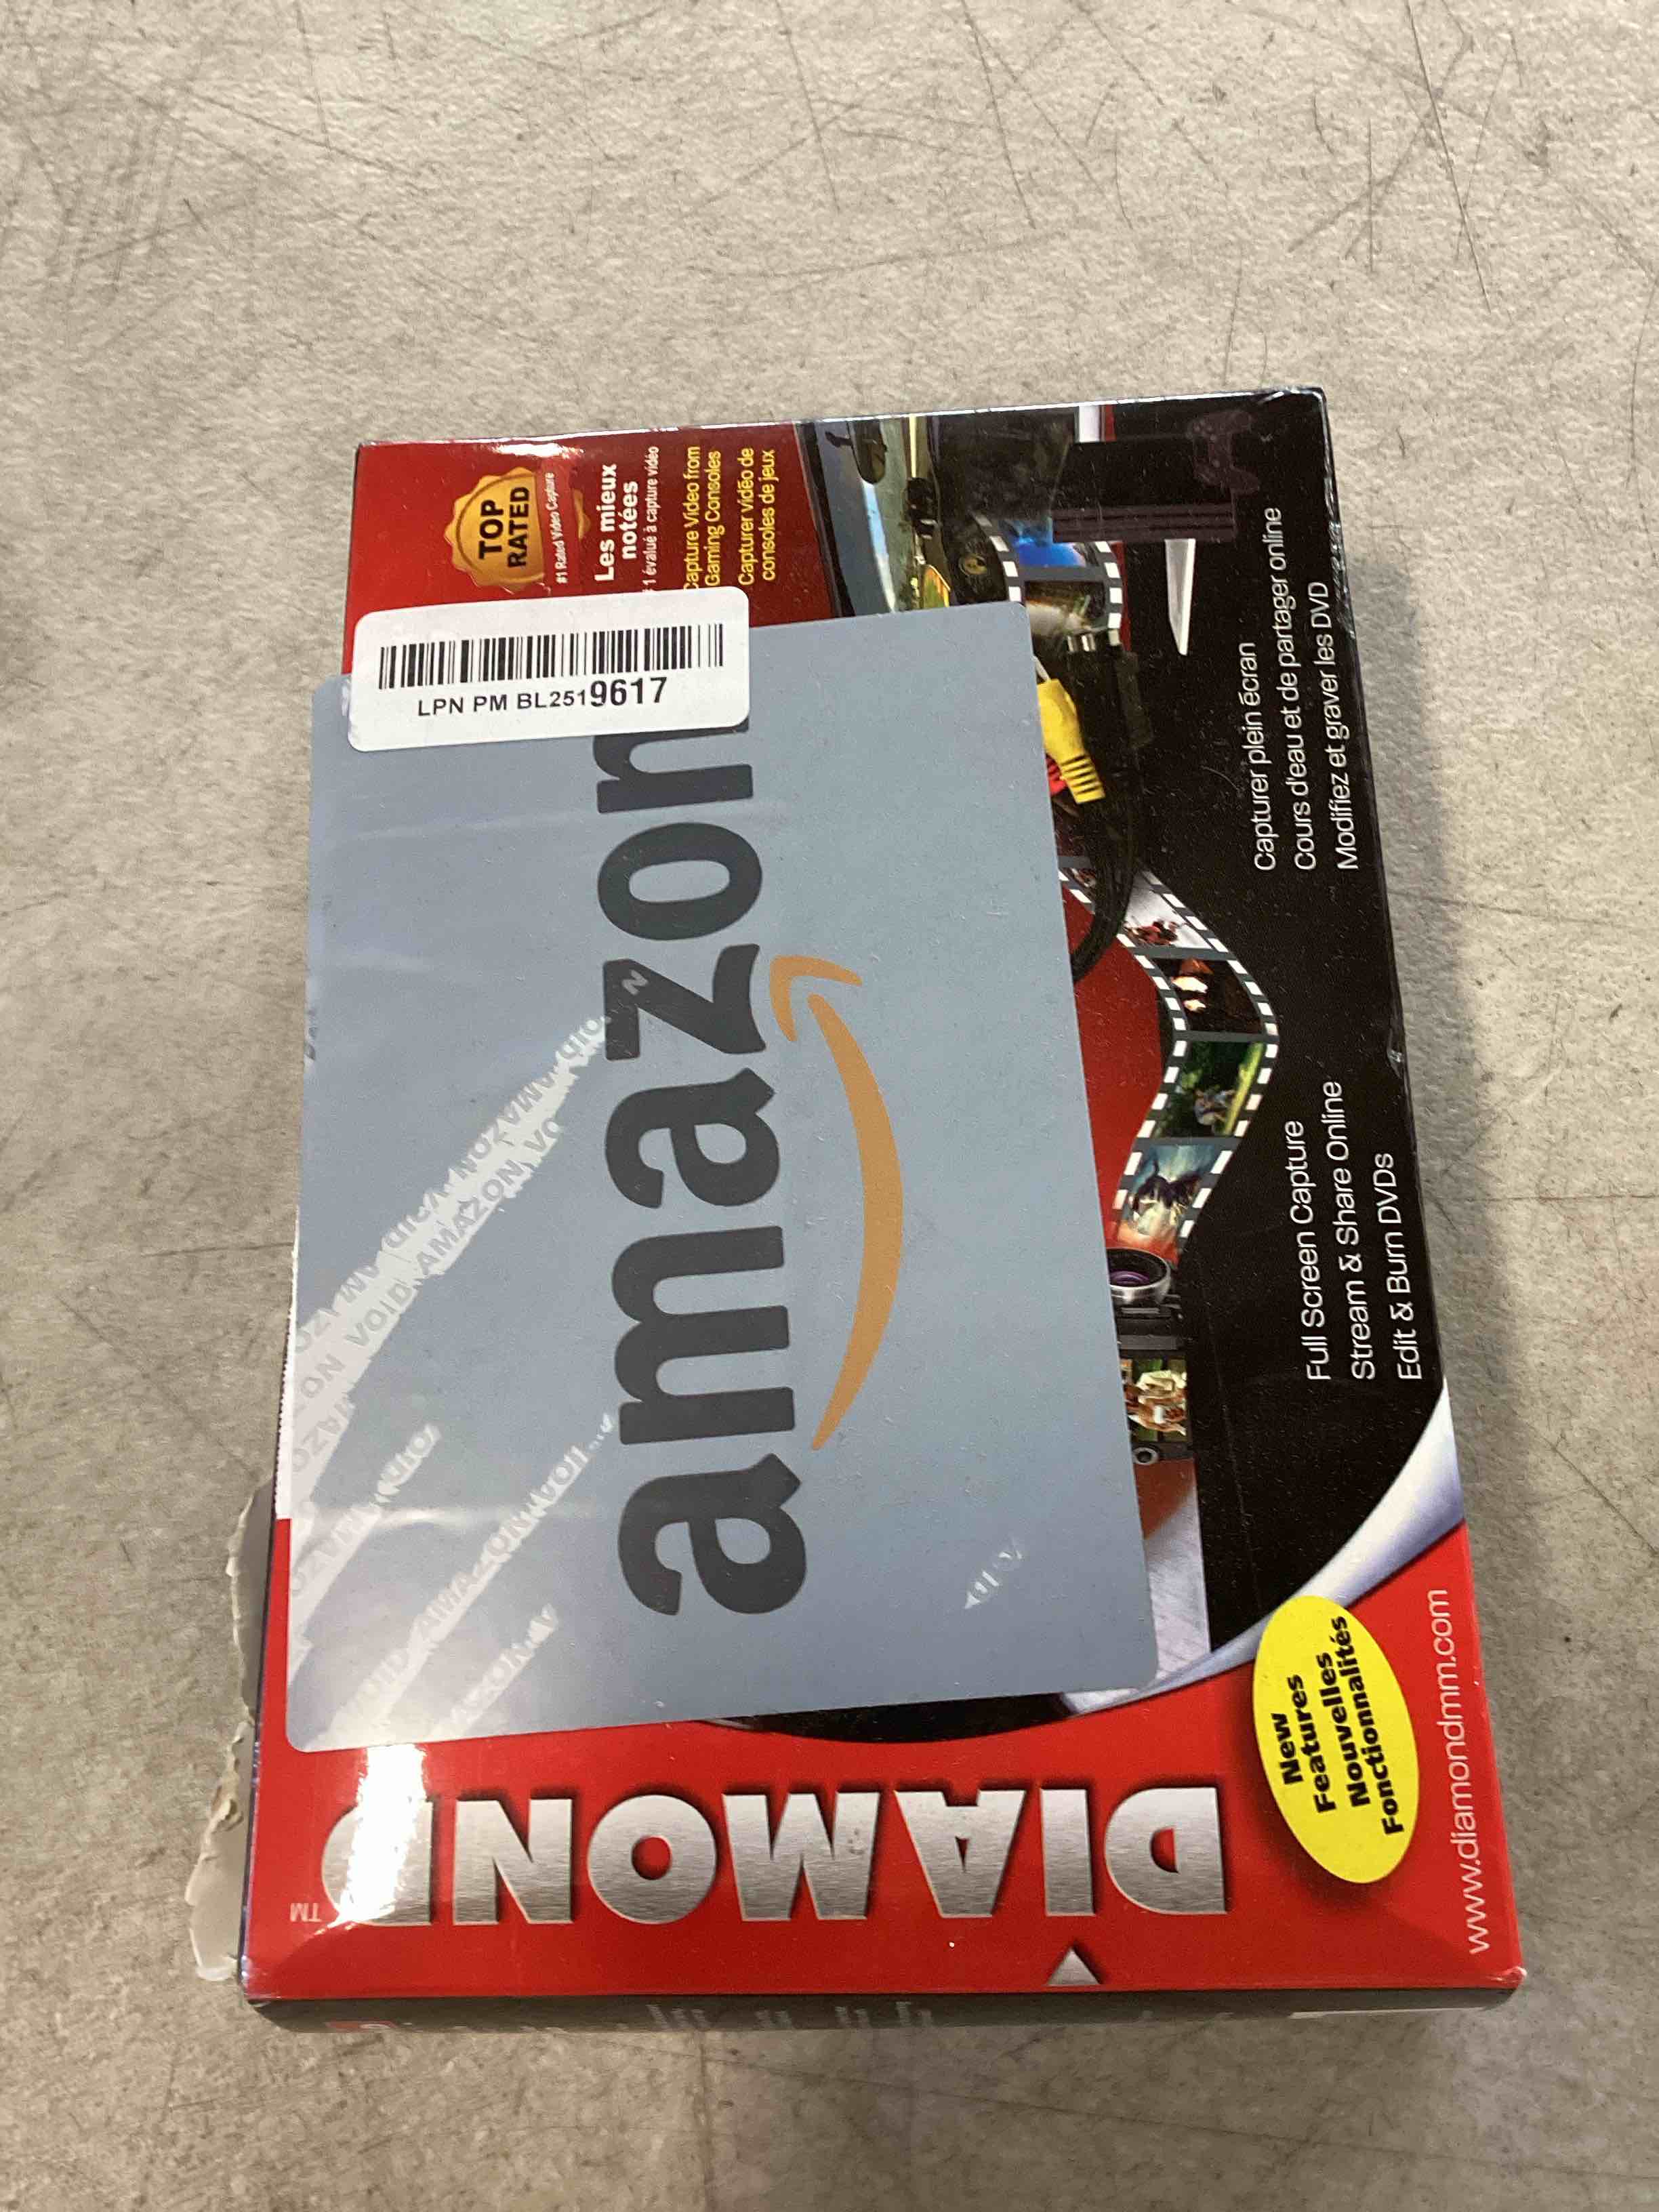 TOP
RATED
#1 Rated Video Capture
Les mieux
notées
1 évalué à capture vidéo
Capture Video from
Gaming Consoles
Capturer vidéo de
consoles de jeux
LPN PM BL2519617
amazon
VOID AMAZON
Capturer plein écran
Cours d'eau et de partager online
Modifiez et graver les DVD
Full Screen Capture
Stream & Share Online
Edit & Burn DVDs
New
Features
Nouvelles
Fonctionnalités
DIAMOND
TM
www.diamondmm.com